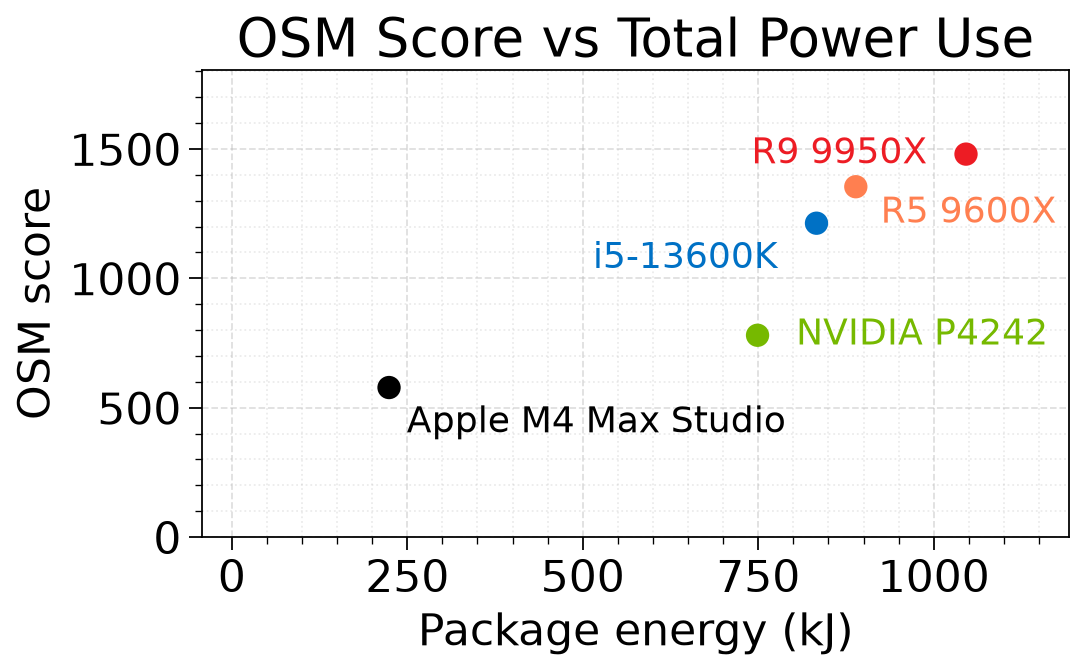 OSM Score vs Total Power Use
OSM score
1500
1000
500
0
R9 9950X
R5 9600X
i5-13600K
NVIDIA P4242
Apple M4 Max Studio
0
250
500
750
1000
Package energy (kJ)